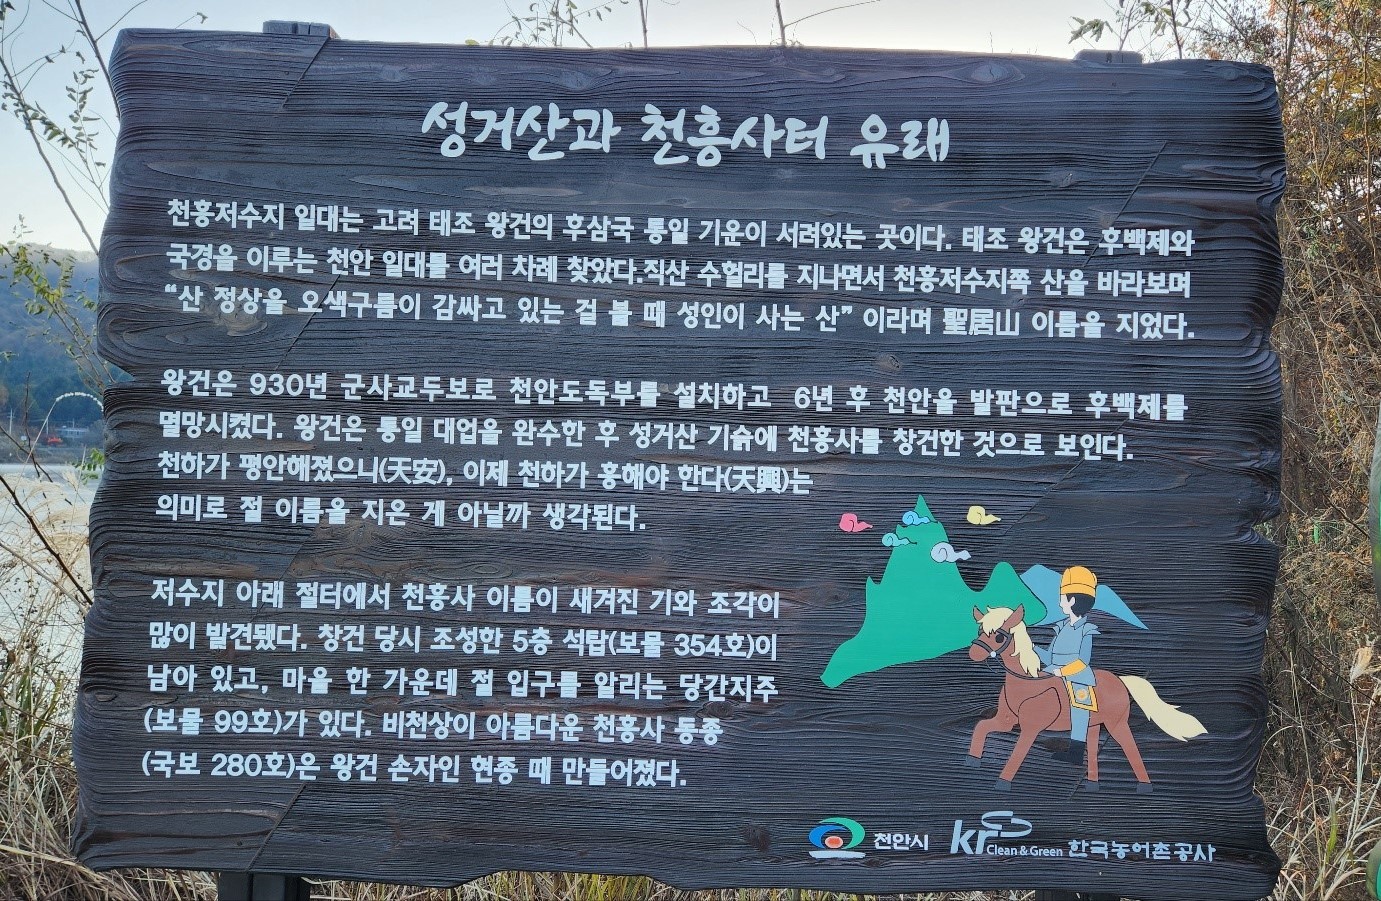 성거산과 천흥사터 유래
천흥저수지 일대는 고려 태조 왕건의 후삼국 통일 기운이 서려있는 곳이다. 태조 왕건은 후백제와
국경을 이루는 천안 일대를 여러 차례 찾았다.직산 수헐리를 지나면서 천흥저수지쪽 산을 바라보며
“산 정상을 오색구름이 감싸고 있는 걸 볼 때 성인이 사는 산” 이라며 聖居山 이름을 지었다.
왕건은 930년 군사교두보로 천안도독부를 설치하고 6년 후 천안을 발판으로 후백제를
멸망시켰다. 왕건은 통일 대업을 완수한 후 성거산 기슭에 천흥사를 창건한 것으로 보인다.
천하가 평안해졌으니(天安), 이제 천하가 흥해야 한다(天興)는
의미로 절 이름을 지은 게 아닐까 생각된다.
저수지 아래 절터에서 천흥사 이름이 새겨진 기와 조각이
많이 발견됐다. 창건 당시 조성한 5층 석탑(보물 354호)이
남아 있고, 마을 한 가운데 절 입구를 알리는 당간지주
(보물 99호)가 있다. 비천상이 아름다운 천흥사 동종
(국보 280호)은 왕건 손자인 현종 때 만들어졌다.
천안시 kr Clean & Green 한국농어촌공사